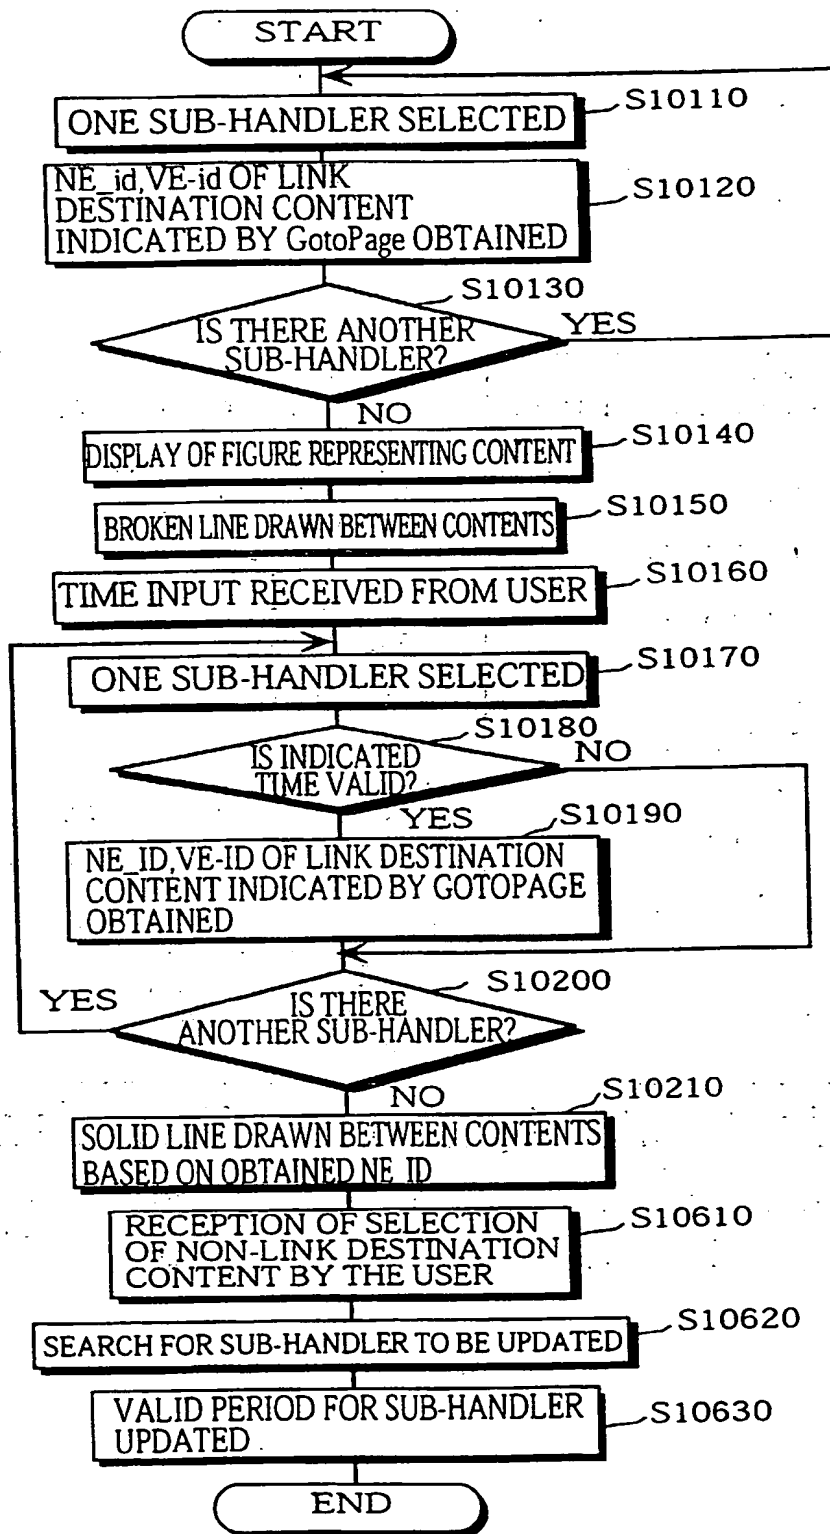 START
ONE SUB-HANDLER SELECTED
S10110
NE_id,VE-id OF LINK
DESTINATION CONTENT
INDICATED BY GotoPage OBTAINED
S10120
S10130
IS THERE ANOTHER
SUB-HANDLER?
YES
NO
DISPLAY OF FIGURE REPRESENTING CONTENT
S10140
BROKEN LINE DRAWN BETWEEN CONTENTS
S10150
TIME INPUT RECEIVED FROM USER
S10160
ONE SUB-HANDLER SELECTED
S10170
S10180
IS INDICATED
TIME VALID?
NO
YES
S10190
NE_ID,VE-ID OF LINK DESTINATION
CONTENT INDICATED BY GOTOPAGE
OBTAINED
S10200
YES
IS THERE
ANOTHER SUB-HANDLER?
NO
S10210
SOLID LINE DRAWN BETWEEN CONTENTS
BASED ON OBTAINED NE_ID
RECEPTION OF SELECTION
OF NON-LINK DESTINATION
CONTENT BY THE USER
S10610
SEARCH FOR SUB-HANDLER TO BE UPDATED
S10620
VALID PERIOD FOR SUB-HANDLER
UPDATED
S10630
END